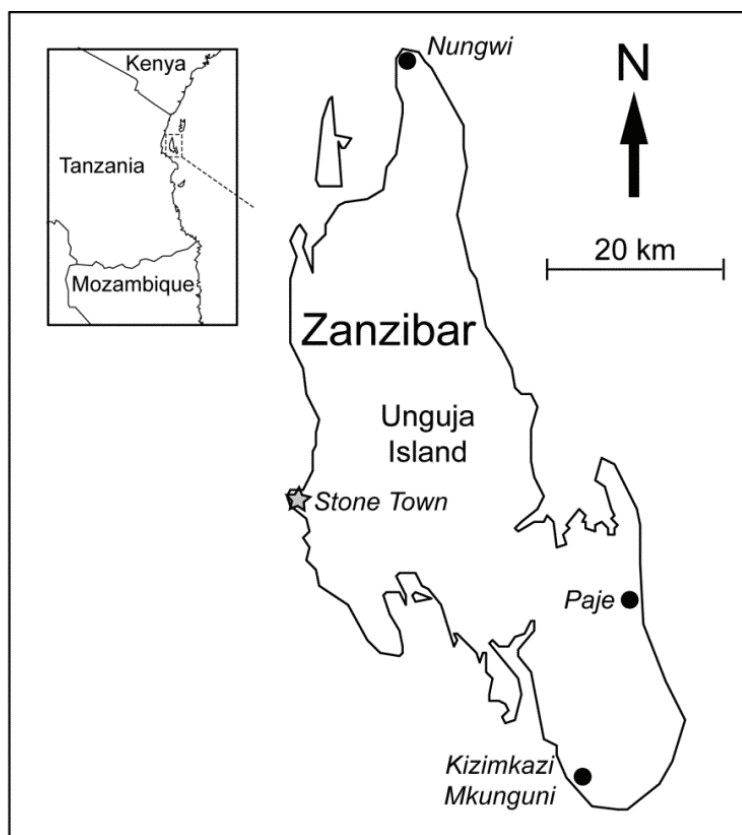 Kenya
Tanzania
Mozambique
Nungwi
N
20 km
Zanzibar
Unguja
Island
Stone Town
Paje
Kizimkazi
Mkunguni